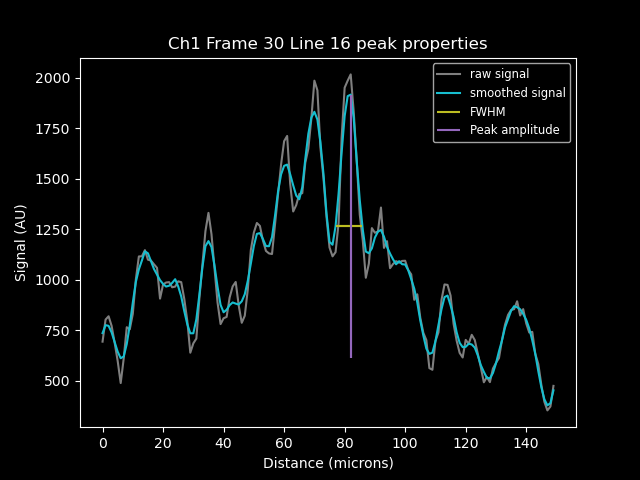 Ch1 Frame 30 Line 16 peak properties
raw signal
smoothed signal
FWHM
Peak amplitude
Signal (AU)
2000
1750
1500
1250
1000
750
500
0 20 40 60 80 100 120 140
Distance (microns)